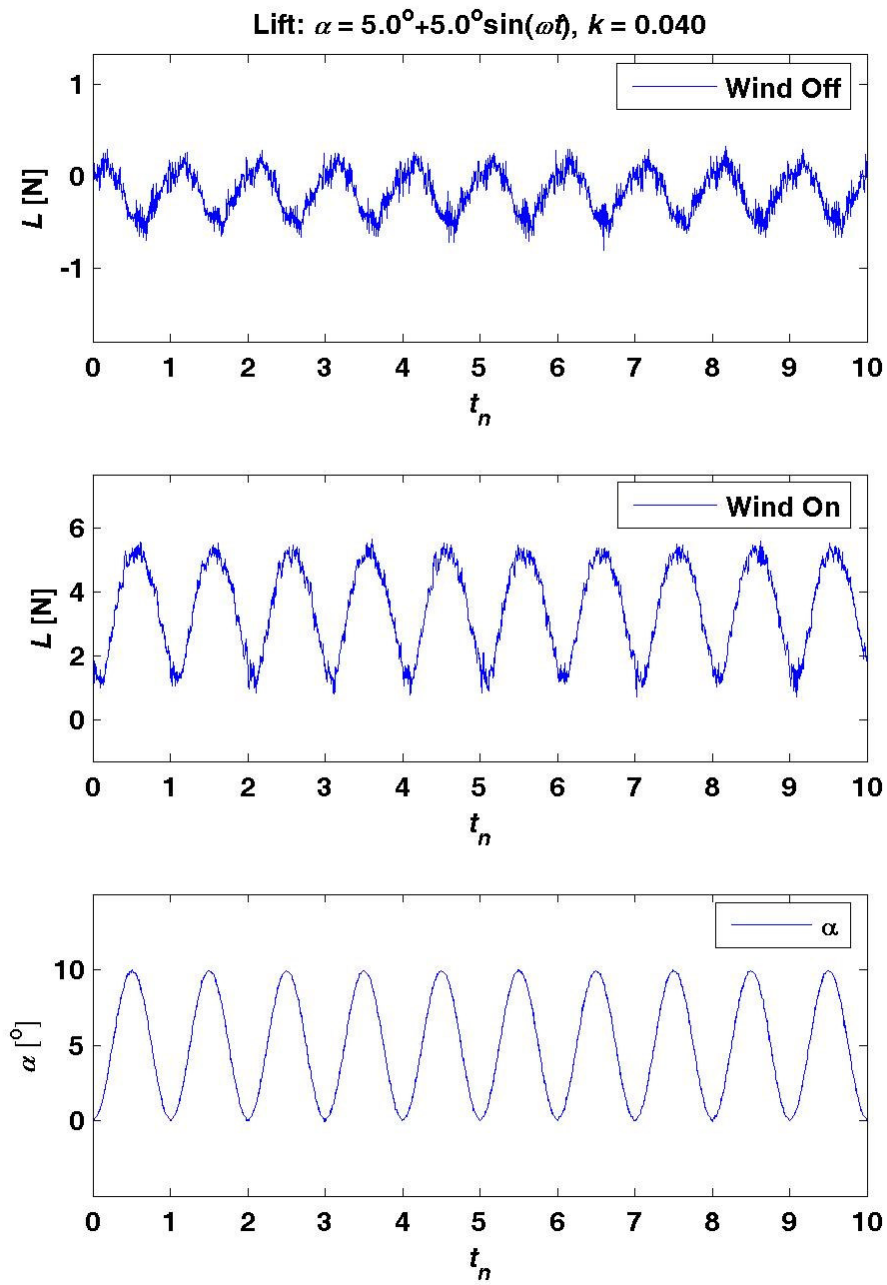 Lift: α = 5.0°+5.0°sin(ωt), k = 0.040
Wind Off
L [N]
1
0
-1
0 1 2 3 4 5 6 7 8 9 10
t_n
Wind On
L [N]
6
4
2
0
0 1 2 3 4 5 6 7 8 9 10
t_n
α
α [°]
10
5
0
0 1 2 3 4 5 6 7 8 9 10
t_n